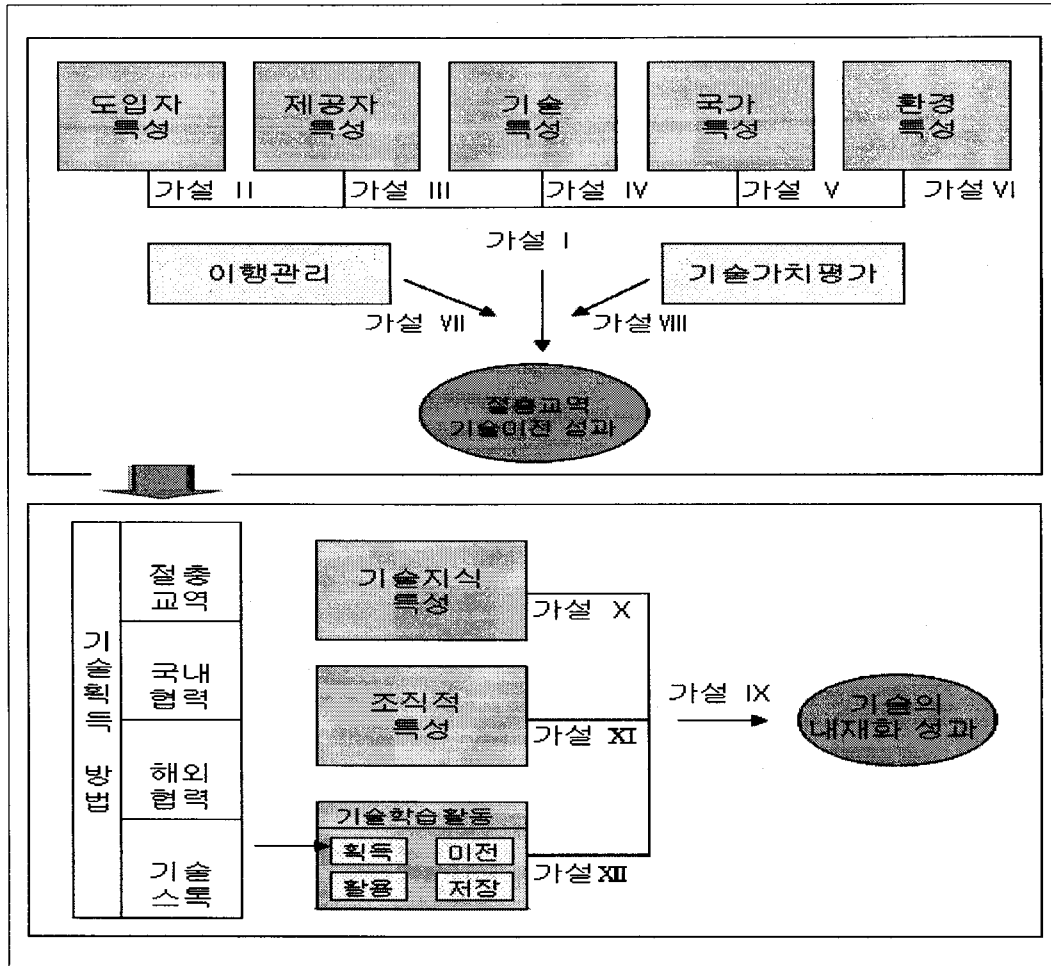 도입자
특성
제공자
특성
기술
특성
국가
특성
환경
특성
가설 II
가설 III
가설 IV
가설 V
가설 VI
가설 I
이행관리
기술가치평가
가설 VII
가설 VIII
절충교역
기술이전 성과
기술획득 방법
절충
교역
국내
협력
해외
협력
기술
스톡
기술지식
특성
가설 X
조직적
특성
가설 XI
가설 IX
기술의
내재화 성과
기술학습활동
획득
이전
활용
저장
가설 XII